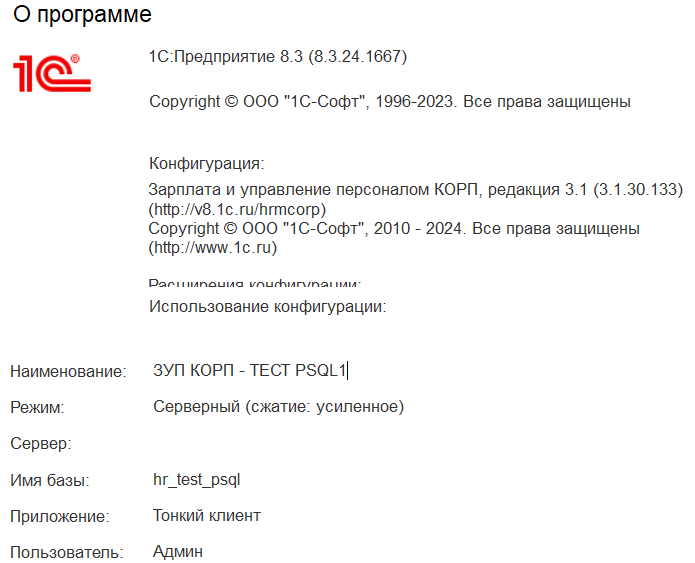 О программе
1С®
1С:Предприятие 8.3 (8.3.24.1667)
Copyright © ООО "1С-Софт", 1996-2023. Все права защищены
Конфигурация:
Зарплата и управление персоналом КОРП, редакция 3.1 (3.1.30.133)
(http://v8.1c.ru/hrmcorp)
Copyright © ООО "1С-Софт", 2010 - 2024. Все права защищены
(http://www.1c.ru)
Расширения конфигурации:
Использование конфигурации:
Наименование: ЗУП КОРП - ТЕСТ PSQL1
Режим: Серверный (сжатие: усиленное)
Сервер:
Имя базы: hr_test_psql
Приложение: Тонкий клиент
Пользователь: Админ